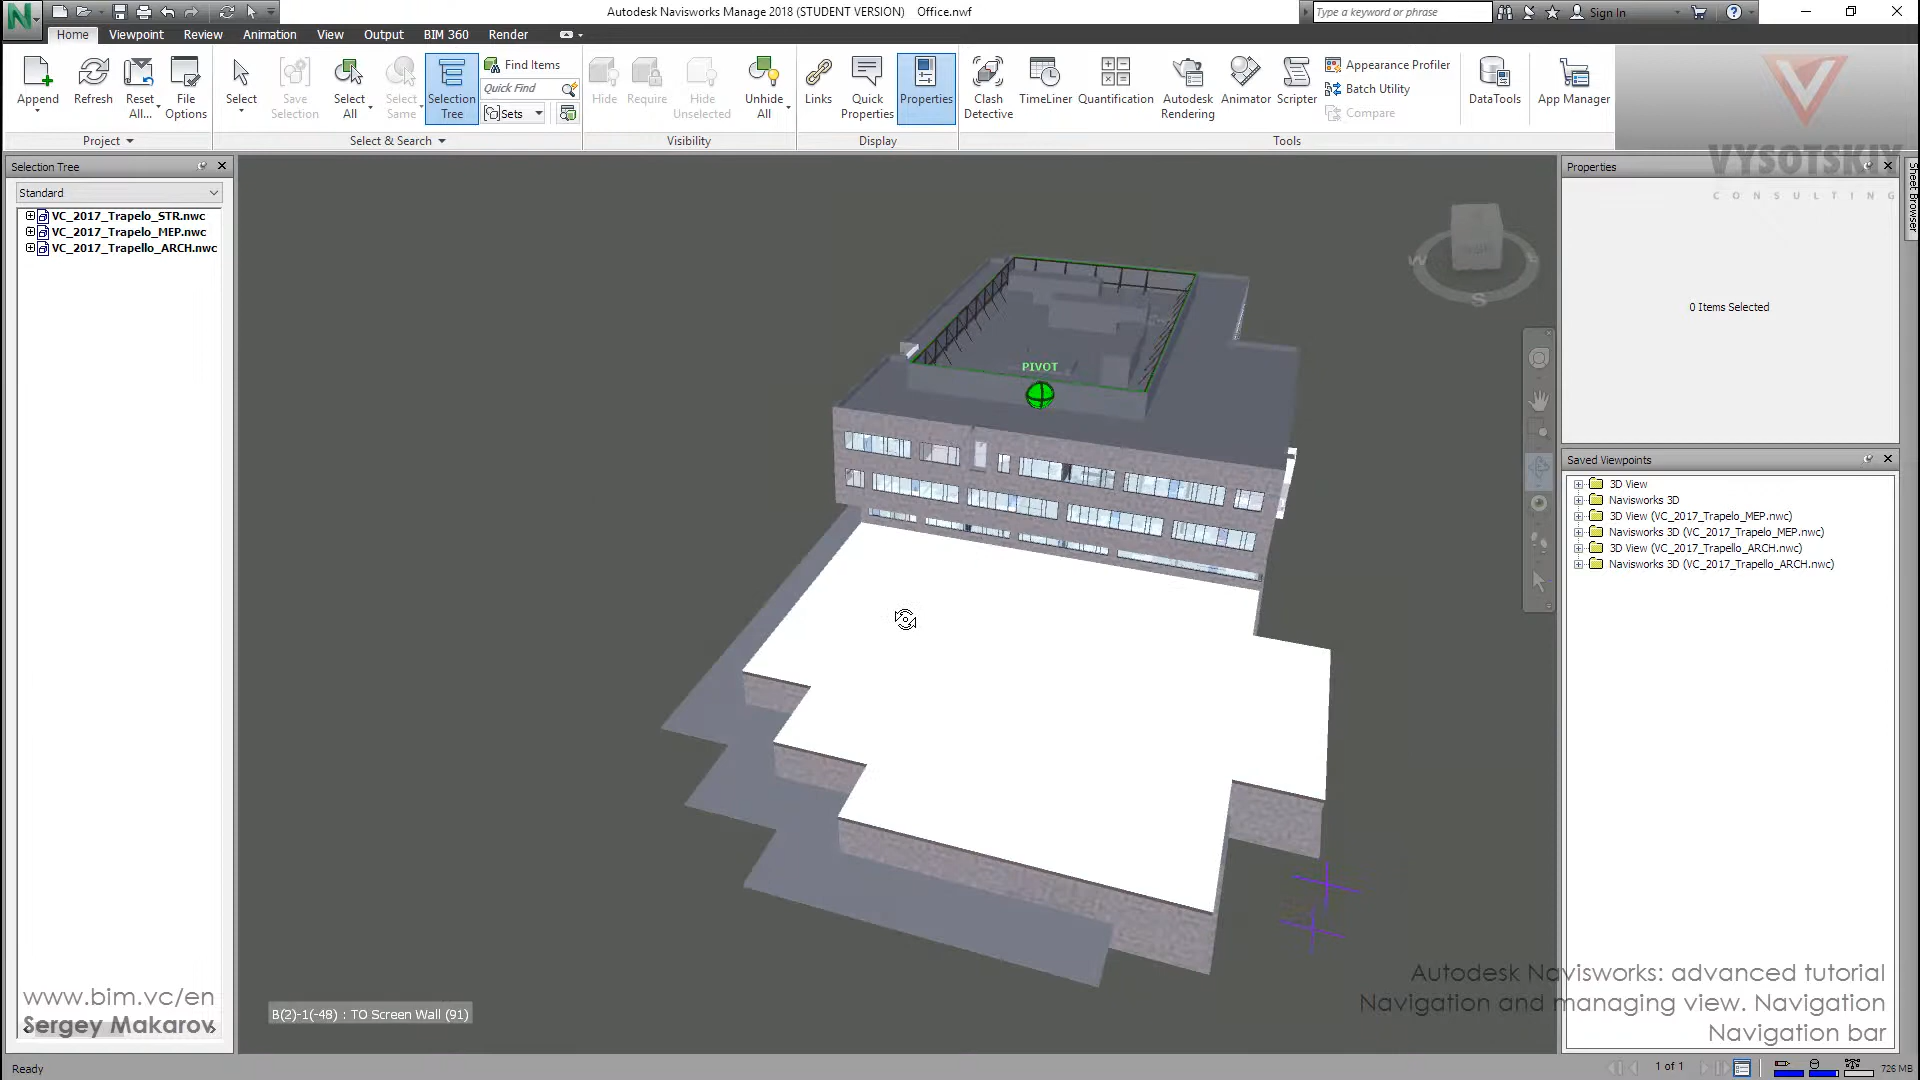 Autodesk Navisworks Manage 2018 (STUDENT VERSION) Office.nwf
Type a keyword or phrase
Sign In
Home Viewpoint Review Animation View Output BIM 360 Render
Append
Refresh
Reset All...
File Options
Select
Save Selection
Select All
Select Same
Selection Tree
Find Items
Quick Find
Sets
Hide
Require
Hide Unselected
Unhide All
Links
Quick Properties
Properties
Clash Detective
TimeLiner
Quantification
Autodesk Rendering
Animator
Scripter
Appearance Profiler
Batch Utility
Compare
DataTools
App Manager
Project
Select & Search
Visibility
Display
Tools
VYSOTSKIY
CONSULTING
Selection Tree
Standard
VC_2017_Trapelo_STR.nwc
VC_2017_Trapelo_MEP.nwc
VC_2017_Trapello_ARCH.nwc
PIVOT
W
S
Properties
0 Items Selected
Sheet Browser
Saved Viewpoints
3D View
Navisworks 3D
3D View (VC_2017_Trapelo_MEP.nwc)
Navisworks 3D (VC_2017_Trapelo_MEP.nwc)
3D View (VC_2017_Trapello_ARCH.nwc)
Navisworks 3D (VC_2017_Trapello_ARCH.nwc)
www.bim.vc/en
Sergey Makarov
B(2)-1(-48) : TO Screen Wall (91)
Autodesk Navisworks: advanced tutorial
Navigation and managing view. Navigation
Navigation bar
Ready
1 of 1
726 MB